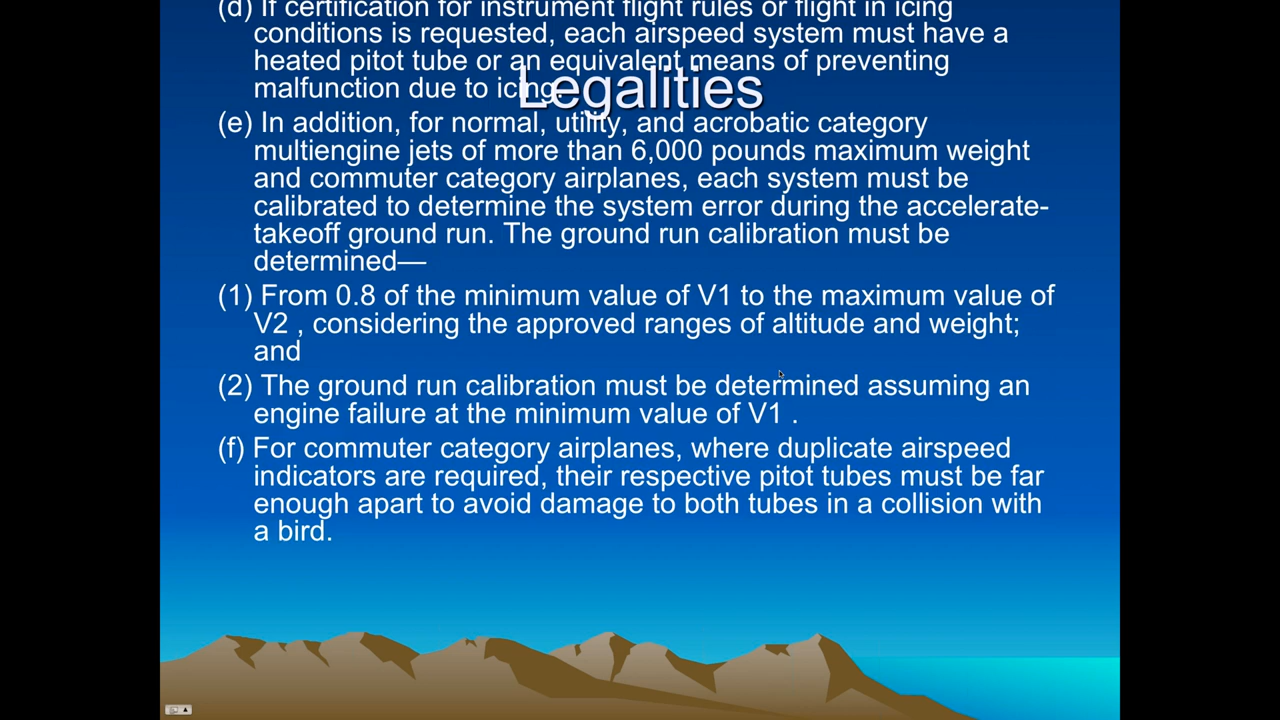 (d) If certification for instrument flight rules or flight in icing
conditions is requested, each airspeed system must have a
heated pitot tube or an equivalent means of preventing
malfunction due to icing.
Legalities
(e) In addition, for normal, utility, and acrobatic category
multiengine jets of more than 6,000 pounds maximum weight
and commuter category airplanes, each system must be
calibrated to determine the system error during the accelerate-
takeoff ground run. The ground run calibration must be
determined—
(1) From 0.8 of the minimum value of V1 to the maximum value of
V2 , considering the approved ranges of altitude and weight;
and
(2) The ground run calibration must be determined assuming an
engine failure at the minimum value of V1 .
(f) For commuter category airplanes, where duplicate airspeed
indicators are required, their respective pitot tubes must be far
enough apart to avoid damage to both tubes in a collision with
a bird.